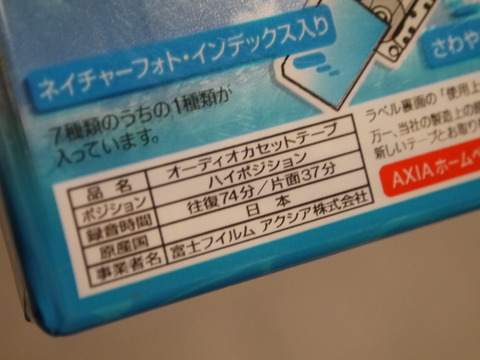 ネイチャーフォト・インデックス入り
さわや
7種類のうちの1種類が
入っています。
ラベル裏面の「使用上
万一、当社の製造上の
新しいテープとお取り
AXIAホーム
品名 オーディオカセットテープ
ポジション ハイポジション
録音時間 往復74分/片面37分
原産国 日本
事業者名 富士フイルム アクシア株式会社